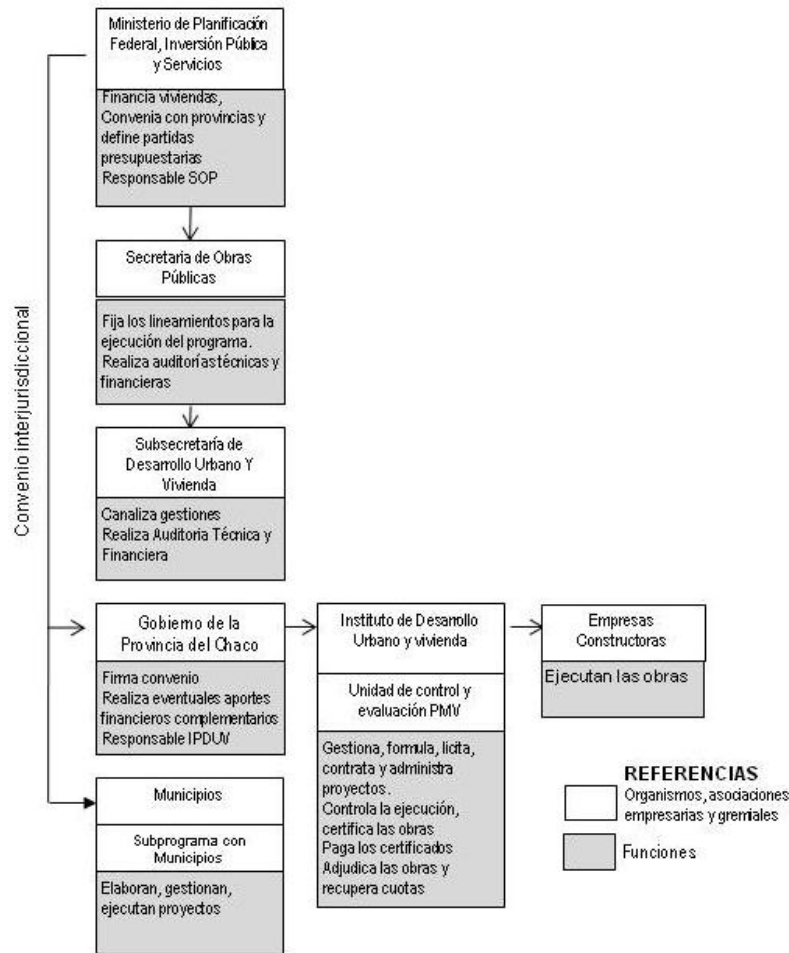 Ministerio de Planificación
Federal, Inversión Pública
y Servicios
Financia viviendas,
Convenia con provincias y
define partidas
presupuestarias
Responsable SOP
Secretaria de Obras
Públicas
Fija los lineamientos para la
ejecución del programa.
Realiza auditorías técnicas y
financieras
Subsecretaría de
Desarrollo Urbano Y
Vivienda
Canaliza gestiones
Realiza Auditoria Técnica y
Financiera
Convenio interjurisdiccional
Gobierno de la
Provincia del Chaco
Firma convenio
Realiza eventuales aportes
financieros complementarios
Responsable IPDUV
Instituto de Desarrollo
Urbano y vivienda
Unidad de control y
evaluación PMV
Gestiona, formula, licita,
contrata y administra
proyectos.
Controla la ejecución,
certifica las obras
Paga los certificados
Adjudica las obras y
recupera cuotas
Empresas
Constructoras
Ejecutan las obras
Municipios
Subprograma con
Municipios
Elaboran, gestionan,
ejecutan proyectos
REFERENCIAS
Organismos, asociaciones
empresarias y gremiales
Funciones